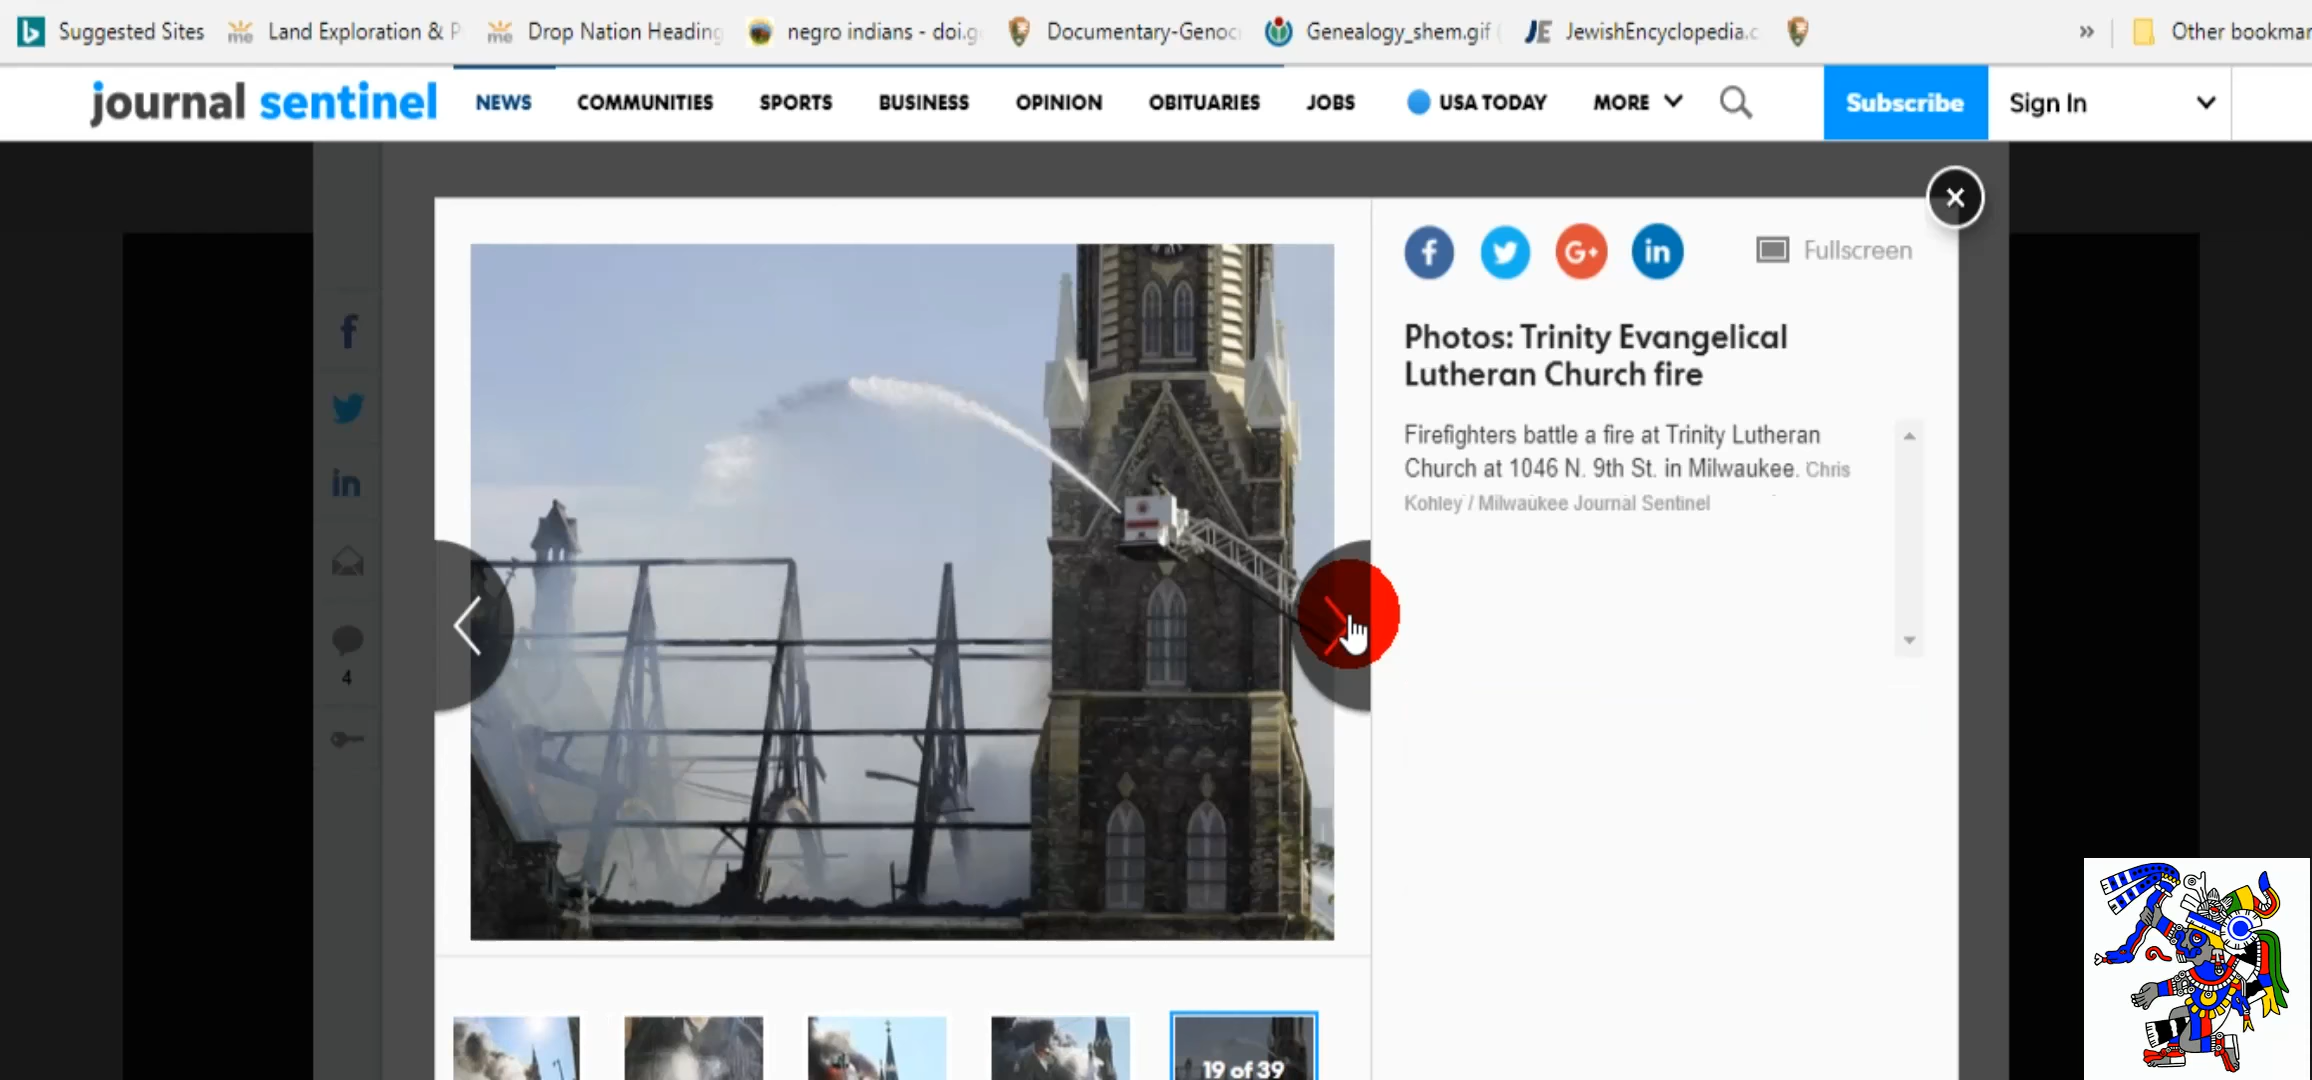 Suggested Sites Land Exploration & P Drop Nation Heading negro indians - doi.g Documentary-Genoc Genealogy_shem.gif JewishEncyclopedia.c » Other bookmar
journal sentinel NEWS COMMUNITIES SPORTS BUSINESS OPINION OBITUARIES JOBS USA TODAY MORE Subscribe Sign In
Fullscreen
Photos: Trinity Evangelical
Lutheran Church fire
Firefighters battle a fire at Trinity Lutheran
Church at 1046 N. 9th St. in Milwaukee. Chris
Kohley / Milwaukee Journal Sentinel
4
19 of 39